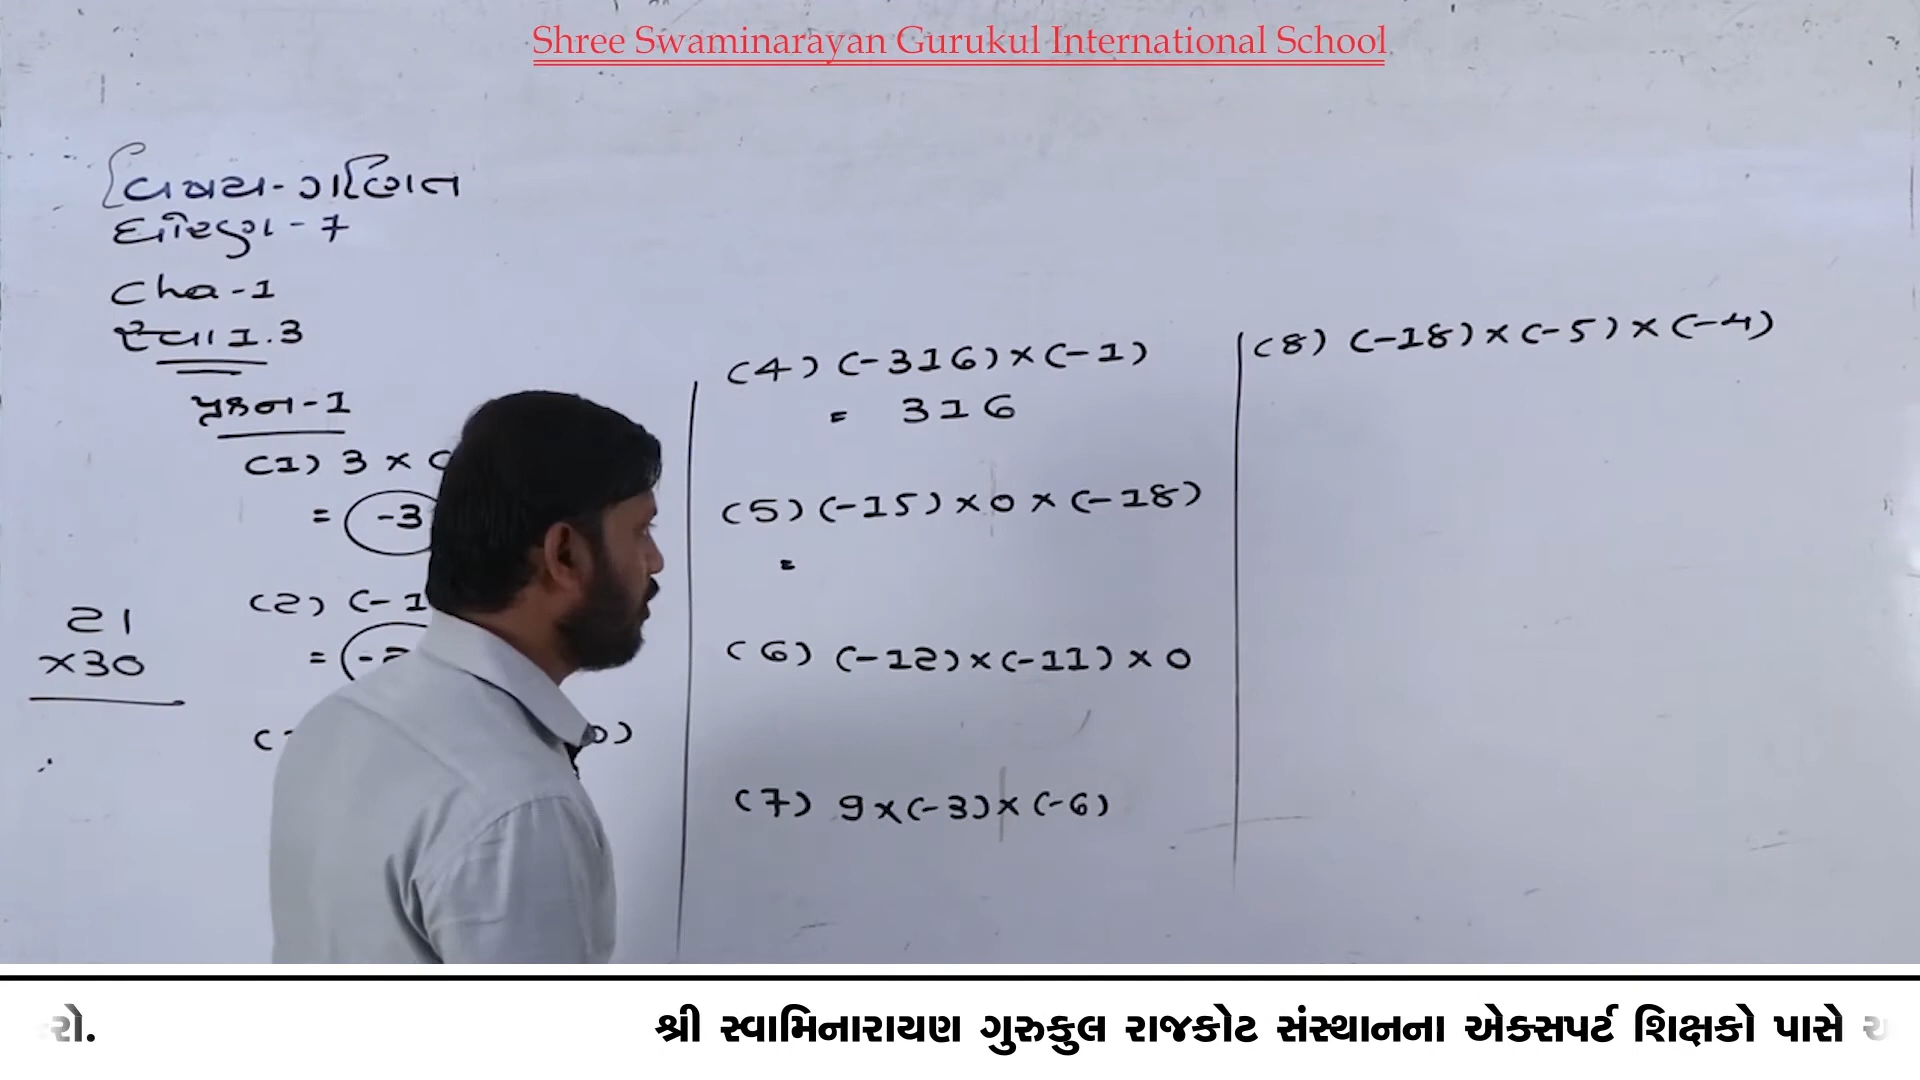 Shree Swaminarayan Gurukul International School
વિષય-ગણિત
ધોરણ-7
Cha-1
સ્વા 1.3
પ્રશ્ન-1
(1) 3 ×
= -3
(2) (-1
= -2
21
×30
(4) (-316)×(-1)
= 316
(5) (-15)×0×(-18)
=
(6) (-12)×(-11)×0
(7) 9×(-3)×(-6)
(8) (-18)×(-5)×(-4)
રો. શ્રી સ્વામિનારાયણ ગુરુકુલ રાજકોટ સંસ્થાનના એક્સપર્ટ શિક્ષકો પાસે